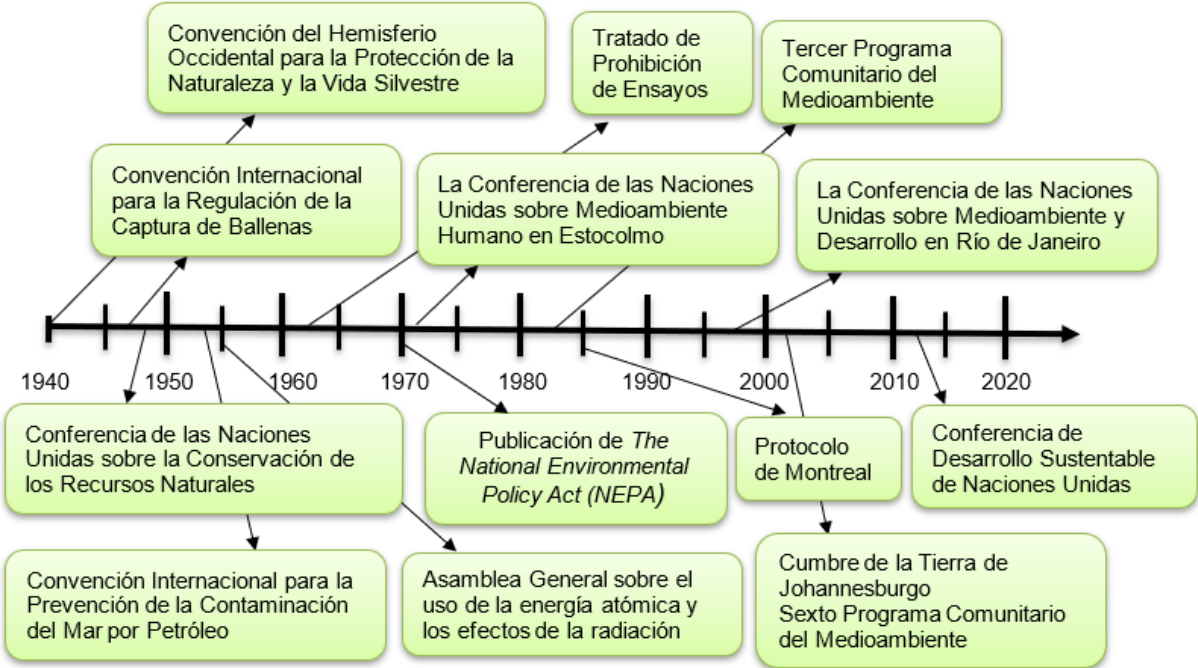 Convención del Hemisferio
Occidental para la Protección de la
Naturaleza y la Vida Silvestre
Tratado de
Prohibición
de Ensayos
Tercer Programa
Comunitario del
Medioambiente
Convención Internacional
para la Regulación de la
Captura de Ballenas
La Conferencia de las Naciones
Unidas sobre Medioambiente
Humano en Estocolmo
La Conferencia de las Naciones
Unidas sobre Medioambiente y
Desarrollo en Río de Janeiro
1940
1950
1960
1970
1980
1990
2000
2010
2020
Conferencia de las Naciones
Unidas sobre la Conservación de
los Recursos Naturales
Publicación de The
National Environmental
Policy Act (NEPA)
Protocolo
de Montreal
Conferencia de
Desarrollo Sustentable
de Naciones Unidas
Convención Internacional para la
Prevención de la Contaminación
del Mar por Petróleo
Asamblea General sobre el
uso de la energía atómica y
los efectos de la radiación
Cumbre de la Tierra de
Johannesburgo
Sexto Programa Comunitario
del Medioambiente